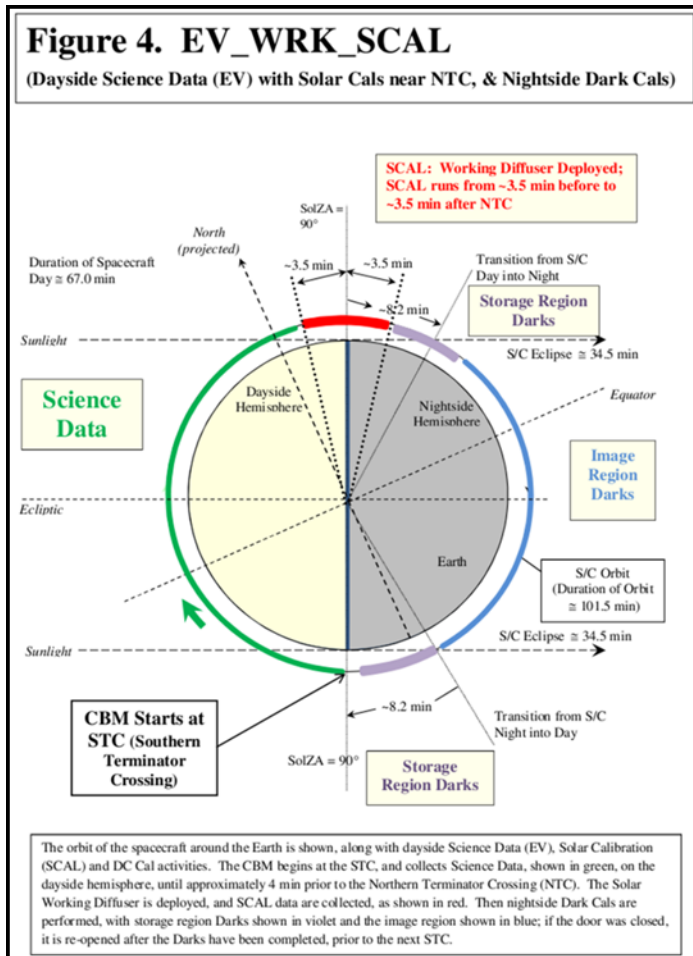 Figure 4. EV_WRK_SCAL
(Dayside Science Data (EV) with Solar Cals near NTC, & Nightside Dark Cals)
SCAL: Working Diffuser Deployed;
SCAL runs from ~3.5 min before to
~3.5 min after NTC
SolZA =
90°
North
(projected)
Duration of Spacecraft
Day ≅ 67.0 min
~3.5 min
~3.5 min
Transition from S/C
Day into Night
~8.2 min
Storage Region
Darks
Sunlight
S/C Eclipse ≅ 34.5 min
Science
Data
Dayside
Hemisphere
Nightside
Hemisphere
Equator
Image
Region
Darks
Ecliptic
Earth
S/C Orbit
(Duration of Orbit
≅ 101.5 min)
S/C Eclipse ≅ 34.5 min
Sunlight
CBM Starts at
STC (Southern
Terminator
Crossing)
~8.2 min
Transition from S/C
Night into Day
SolZA = 90°
Storage
Region Darks
The orbit of the spacecraft around the Earth is shown, along with dayside Science Data (EV), Solar Calibration
(SCAL) and DC Cal activities. The CBM begins at the STC, and collects Science Data, shown in green, on the
dayside hemisphere, until approximately 4 min prior to the Northern Terminator Crossing (NTC). The Solar
Working Diffuser is deployed, and SCAL data are collected, as shown in red. Then nightside Dark Cals are
performed, with storage region Darks shown in violet and the image region shown in blue; if the door was closed,
it is re-opened after the Darks have been completed, prior to the next STC.